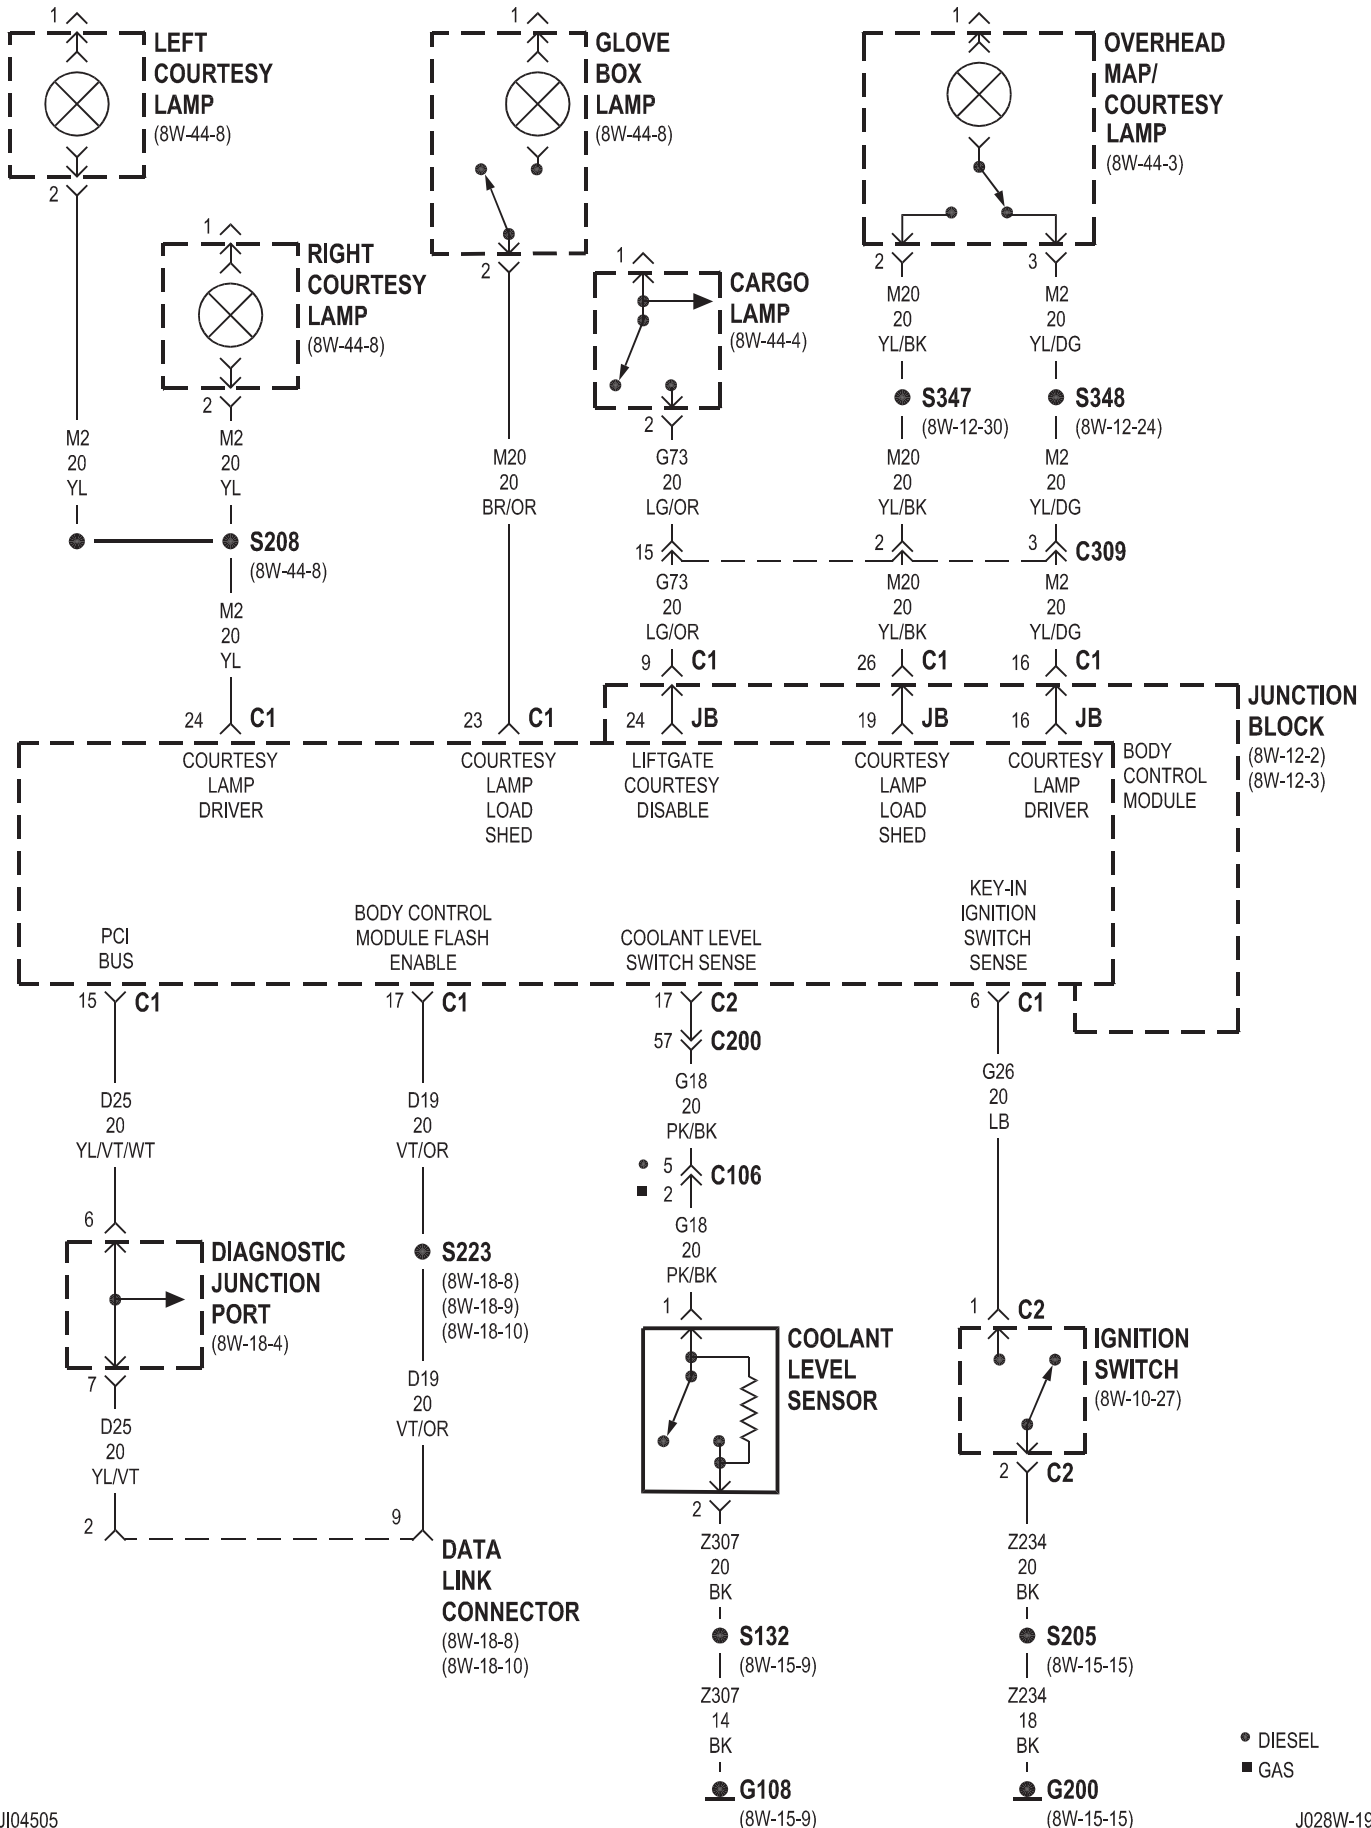 1
LEFT
COURTESY
LAMP
(8W-44-8)
2
1
GLOVE
BOX
LAMP
(8W-44-8)
2
1
OVERHEAD
MAP/
COURTESY
LAMP
(8W-44-3)
2
3
1
RIGHT
COURTESY
LAMP
(8W-44-8)
2
1
CARGO
LAMP
(8W-44-4)
2
M20
20
YL/BK
M2
20
YL/DG
S347
(8W-12-30)
S348
(8W-12-24)
M2
20
YL
M2
20
YL
M20
20
BR/OR
G73
20
LG/OR
M20
20
YL/BK
M2
20
YL/DG
S208
(8W-44-8)
15
2
3
C309
M2
20
YL
G73
20
LG/OR
M20
20
YL/BK
M2
20
YL/DG
9 C1
26 C1
16 C1
24 C1
23 C1
24 JB
19 JB
16 JB
JUNCTION
BLOCK
(8W-12-2)
(8W-12-3)
COURTESY
LAMP
DRIVER
COURTESY
LAMP
LOAD
SHED
LIFTGATE
COURTESY
DISABLE
COURTESY
LAMP
LOAD
SHED
COURTESY
LAMP
DRIVER
BODY
CONTROL
MODULE
PCI
BUS
BODY CONTROL
MODULE FLASH
ENABLE
COOLANT LEVEL
SWITCH SENSE
KEY-IN
IGNITION
SWITCH
SENSE
15 C1
17 C1
17 C2
6 C1
57 C200
D25
20
YL/VT/WT
D19
20
VT/OR
G18
20
PK/BK
G26
20
LB
5
2
C106
G18
20
PK/BK
6
DIAGNOSTIC
JUNCTION
PORT
(8W-18-4)
7
S223
(8W-18-8)
(8W-18-9)
(8W-18-10)
1
COOLANT
LEVEL
SENSOR
2
1 C2
IGNITION
SWITCH
(8W-10-27)
2 C2
D25
20
YL/VT
D19
20
VT/OR
2
9
DATA
LINK
CONNECTOR
(8W-18-8)
(8W-18-10)
Z307
20
BK
Z234
20
BK
S132
(8W-15-9)
S205
(8W-15-15)
Z307
14
BK
Z234
18
BK
G108
(8W-15-9)
G200
(8W-15-15)
DIESEL
GAS
JI04505
J028W-19